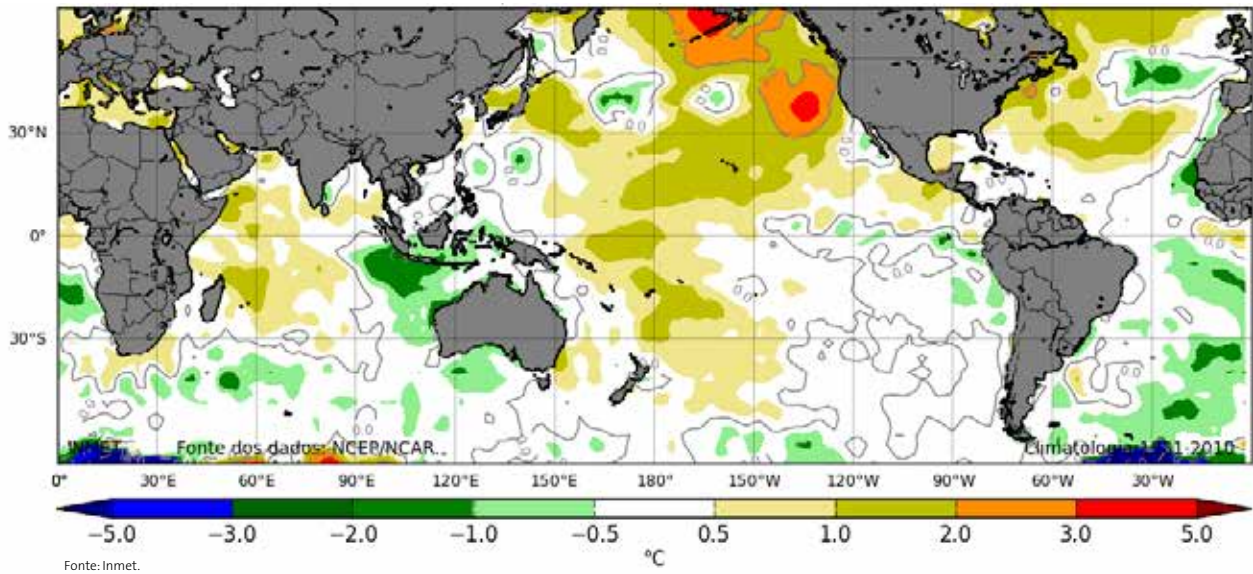 30°N
0°
30°S
INMET Fonte dos dados: NCEP/NCAR. Climatologia 1981-2010
0° 30°E 60°E 90°E 120°E 150°E 180° 150°W 120°W 90°W 60°W 30°W
−5.0 −3.0 −2.0 −1.0 −0.5 0.5 1.0 2.0 3.0 5.0
°C
Fonte: Inmet.